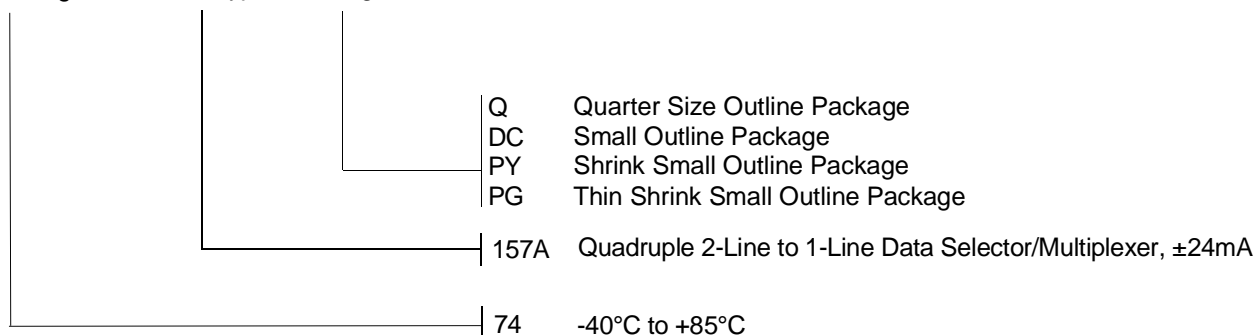 Q Quarter Size Outline Package
DC Small Outline Package
PY Shrink Small Outline Package
PG Thin Shrink Small Outline Package
157A Quadruple 2-Line to 1-Line Data Selector/Multiplexer, ±24mA
74 -40°C to +85°C